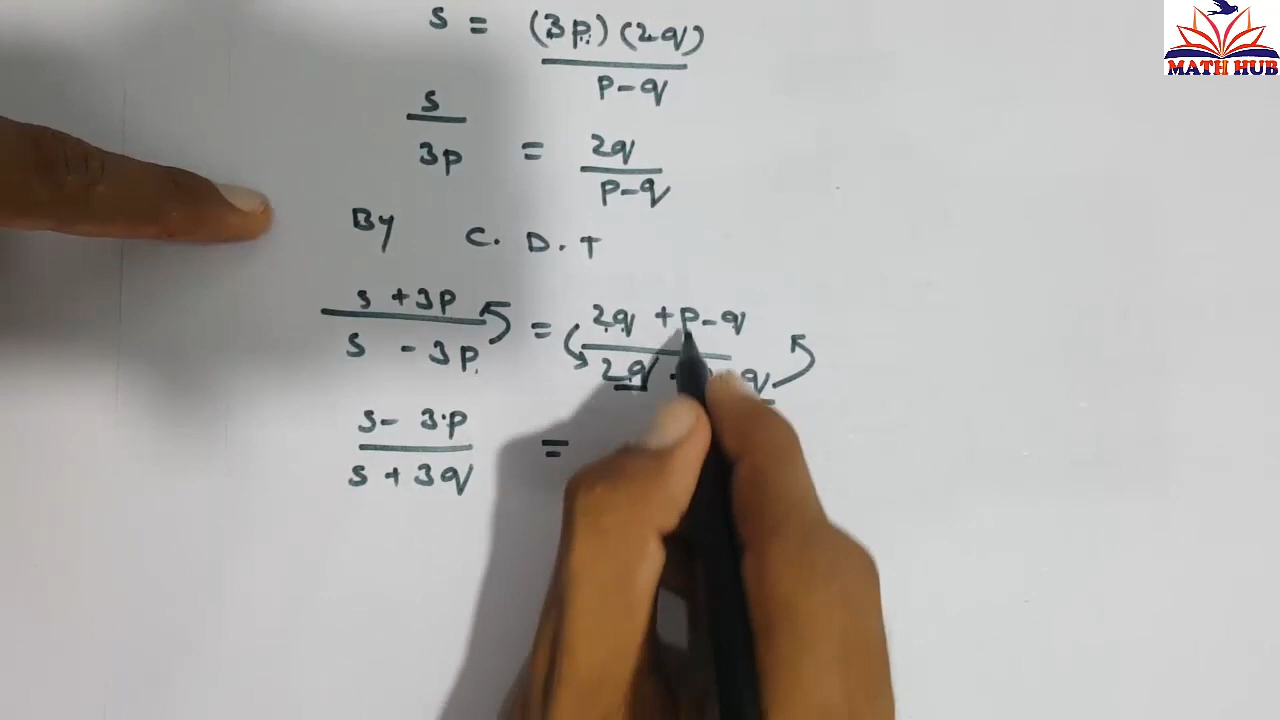 MATH HUB
s = (3p)(2q)
p-q
s
3p
=
2q
p-q
By C. D. T
s + 3p
s - 3p
=
2q + p - q
2q q
s - 3p
s + 3q
=